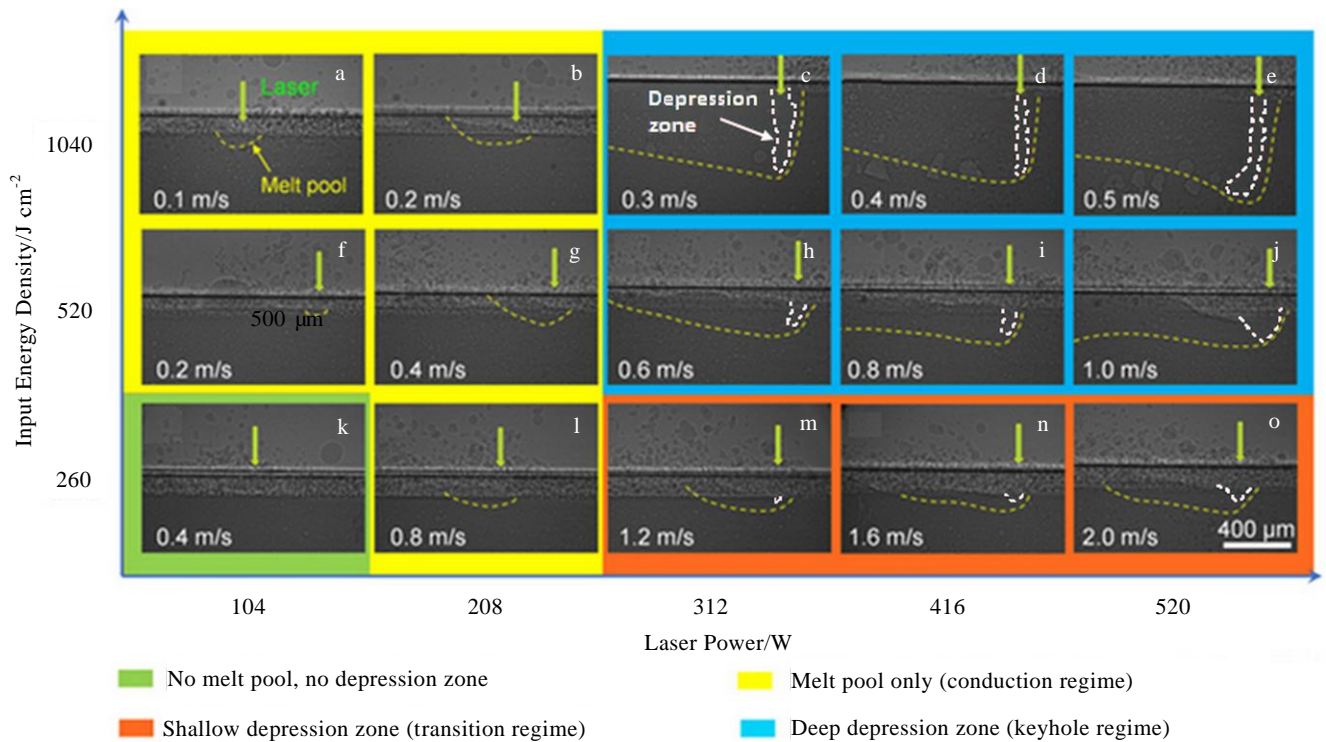 a
b
c
d
e
Laser
Depression
zone
Melt pool
1040
0.1 m/s
0.2 m/s
0.3 m/s
0.4 m/s
0.5 m/s
f
g
h
i
j
500 μm
520
0.2 m/s
0.4 m/s
0.6 m/s
0.8 m/s
1.0 m/s
k
l
m
n
o
260
0.4 m/s
0.8 m/s
1.2 m/s
1.6 m/s
2.0 m/s
400 μm
Input Energy Density/J cm-2
104
208
312
416
520
Laser Power/W
No melt pool, no depression zone
Melt pool only (conduction regime)
Shallow depression zone (transition regime)
Deep depression zone (keyhole regime)